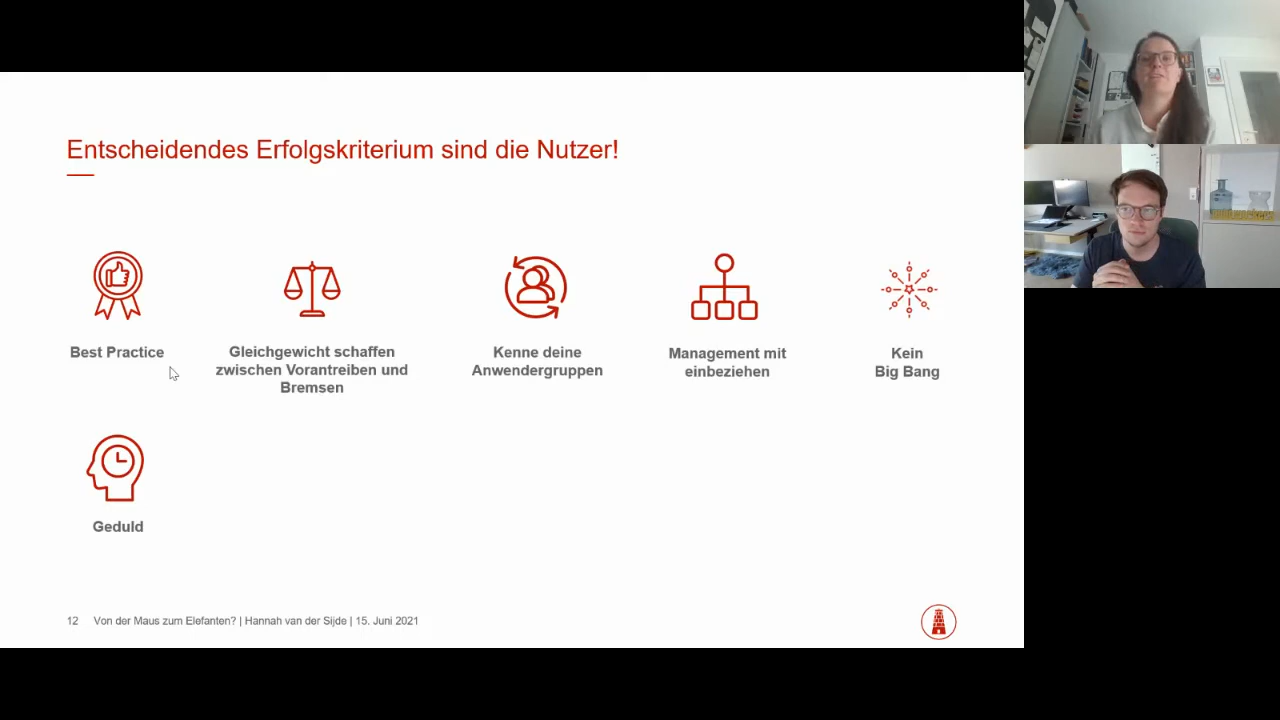 Entscheidendes Erfolgskriterium sind die Nutzer!
Best Practice
Gleichgewicht schaffen
zwischen Vorantreiben und
Bremsen
Kenne deine
Anwendergruppen
Management mit
einbeziehen
Kein
Big Bang
Geduld
12 Von der Maus zum Elefanten? | Hannah van der Sijde | 15. Juni 2021